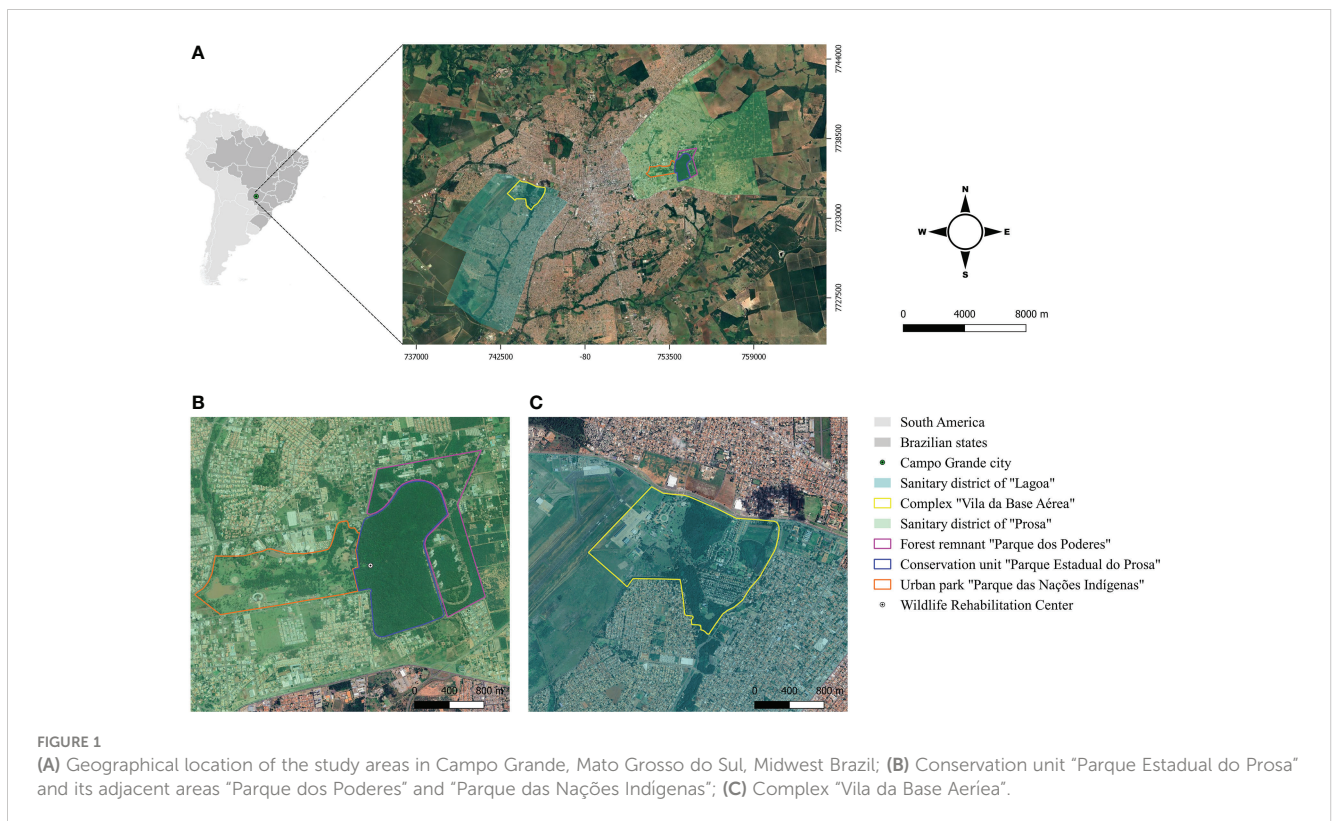 A
7744000
7738500
7733000
7727500
737000
742500
-80
753500
759000
N
W
E
S
0 4000 8000 m
B
0 400 800 m
C
0 400 800 m
South America
Brazilian states
Campo Grande city
Sanitary district of "Lagoa"
Complex "Vila da Base Aérea"
Sanitary district of "Prosa"
Forest remnant "Parque dos Poderes"
Conservation unit "Parque Estadual do Prosa"
Urban park "Parque das Nações Indígenas"
Wildlife Rehabilitation Center
FIGURE 1
(A) Geographical location of the study areas in Campo Grande, Mato Grosso do Sul, Midwest Brazil; (B) Conservation unit "Parque Estadual do Prosa"
and its adjacent areas "Parque dos Poderes" and "Parque das Nações Indígenas"; (C) Complex "Vila da Base Aeríea".